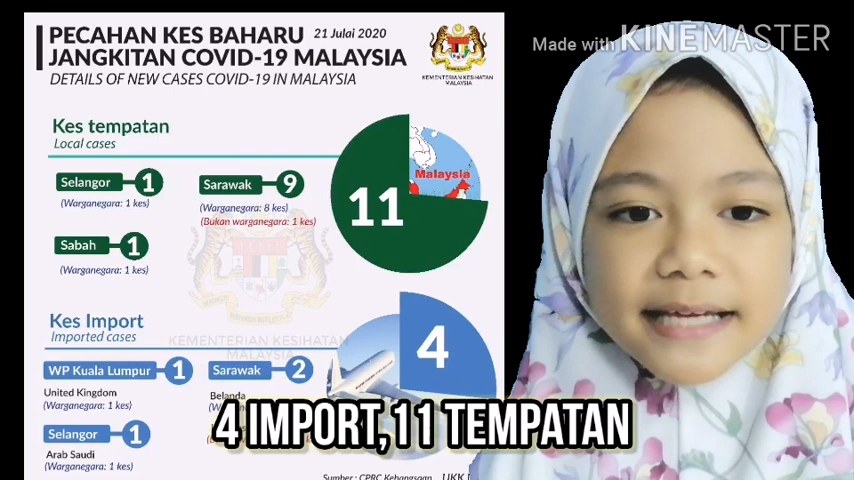 PECAHAN KES BAHARU 21 Julai 2020
JANGKITAN COVID-19 MALAYSIA
DETAILS OF NEW CASES COVID-19 IN MALAYSIA
KEMENTERIAN KESIHATAN
MALAYSIA
Made with KINEMASTER
Kes tempatan
Local cases
Selangor 1
(Warganegara: 1 kes)
Sarawak 9
(Warganegara: 8 kes)
(Bukan warganegara: 1 kes)
Sabah 1
(Warganegara: 1 kes)
11
Malaysia
KEMENTERIAN KESIHATAN
MALAYSIA
Kes Import
Imported cases
4
WP Kuala Lumpur 1
United Kingdom
(Warganegara: 1 kes)
Sarawak 2
Belanda
Selangor 1
Arab Saudi
(Warganegara: 1 kes)
4 IMPORT, 11 TEMPATAN
Sumber : CPRC Kebangsaan